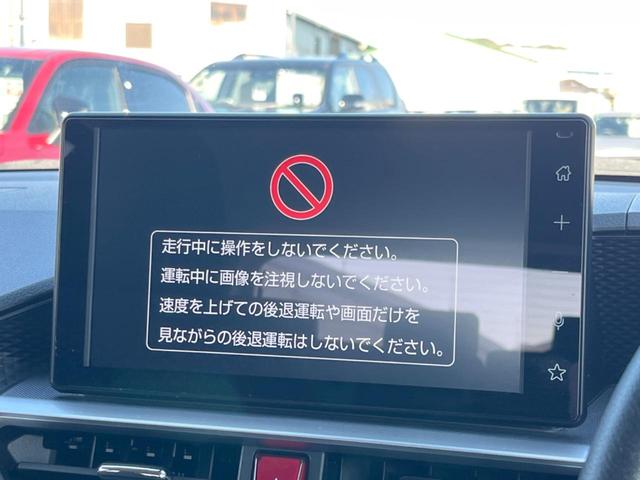 走行中に操作をしないでください。
運転中に画像を注視しないでください。
速度を上げての後退運転や画面だけを
見ながらの後退運転はしないでください。